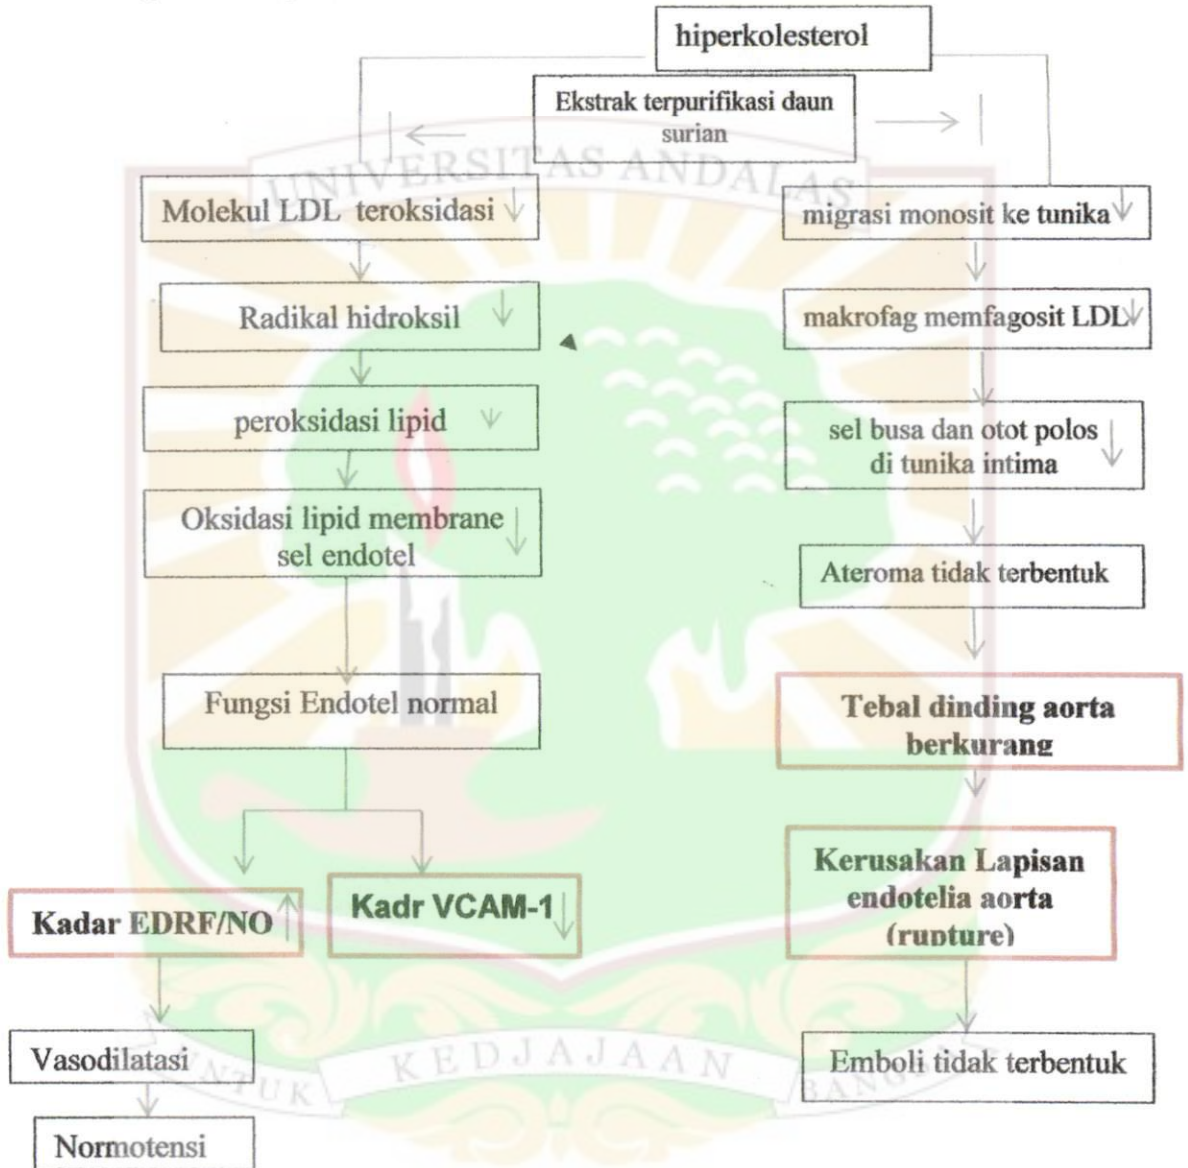 hiperkolesterol
Ekstrak terpurifikasi daun
surian
UNIVERSITAS ANDALAS
Molekul LDL teroksidasi ↓
migrasi monosit ke tunika ↓
Radikal hidroksil ↓
makrofag memfagosit LDL ↓
peroksidasi lipid ↓
sel busa dan otot polos ↓
di tunika intima
Oksidasi lipid membrane ↓
sel endotel
Ateroma tidak terbentuk
Fungsi Endotel normal
Tebal dinding aorta
berkurang
Kadar EDRF/NO ↑
Kadr VCAM-1 ↓
Kerusakan Lapisan
endotelia aorta
(rupture)
Vasodilatasi
Emboli tidak terbentuk
Normotensi
UNTUK KEDJAJAAN BANGSA